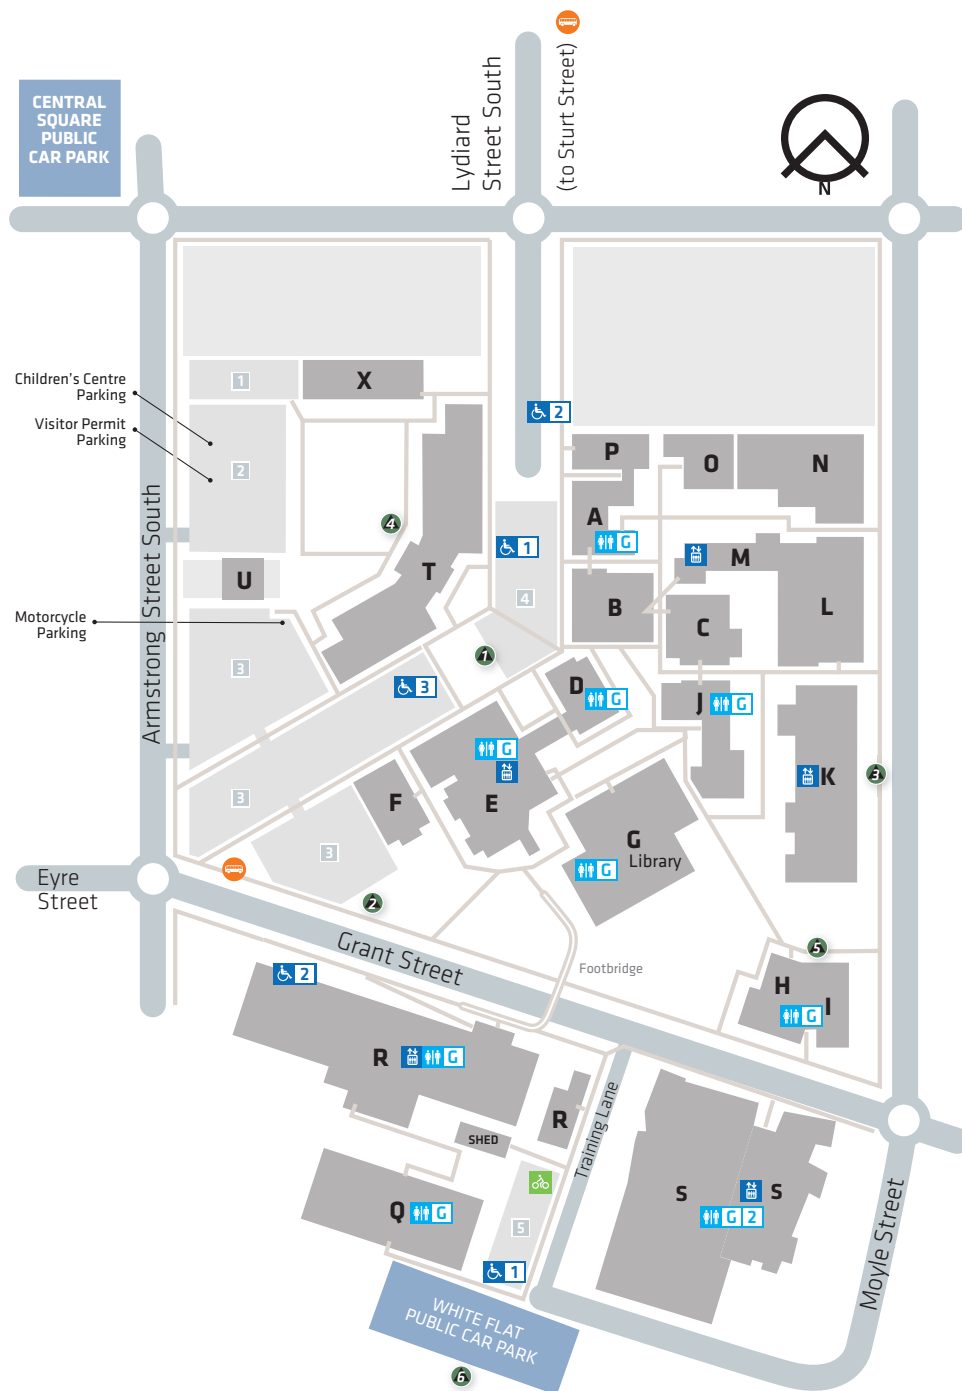 (to Sturt Street)
Lydiard
Street South
CENTRAL
SQUARE
PUBLIC
CAR PARK
N
Children's Centre
Parking
1
X
2
Visitor Permit
Parking
2
P
O
N
4
A
G
1
M
T
U
4
B
L
C
Motorcycle
Parking
Armstrong Street South
3
1
3
D
G
J
G
G
K
3
3
F
E
G
Library
3
G
Eyre
Street
2
Grant Street
5
Footbridge
2
H
I
G
R
G
Training Lane
R
SHED
S
S
G
2
Q
G
5
Moyle Street
1
WHITE FLAT
PUBLIC CAR PARK
6